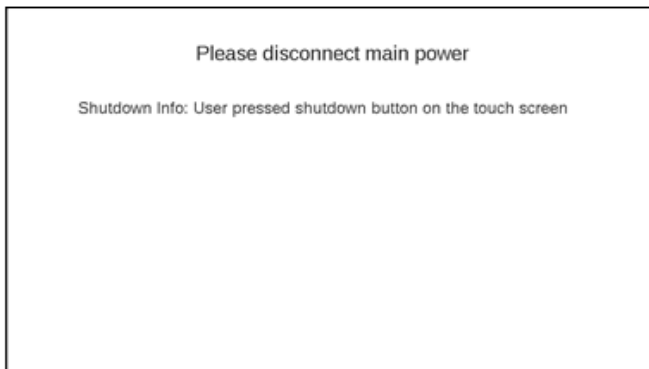 Please disconnect main power
Shutdown Info: User pressed shutdown button on the touch screen